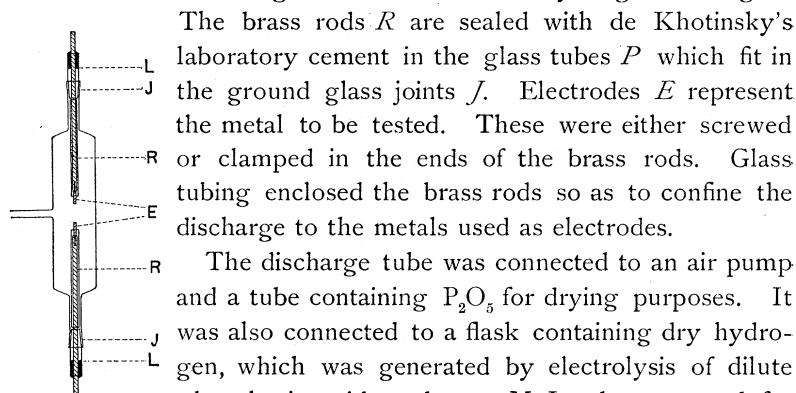 The brass rods R are sealed with de Khotinsky's
laboratory cement in the glass tubes P which fit in
the ground glass joints J. Electrodes E represent
the metal to be tested. These were either screwed
or clamped in the ends of the brass rods. Glass
tubing enclosed the brass rods so as to confine the
discharge to the metals used as electrodes.
The discharge tube was connected to an air pump
and a tube containing P₂O₅ for drying purposes. It
was also connected to a flask containing dry hydro-
gen, which was generated by electrolysis of dilute
L
J
R
E
R
J
L